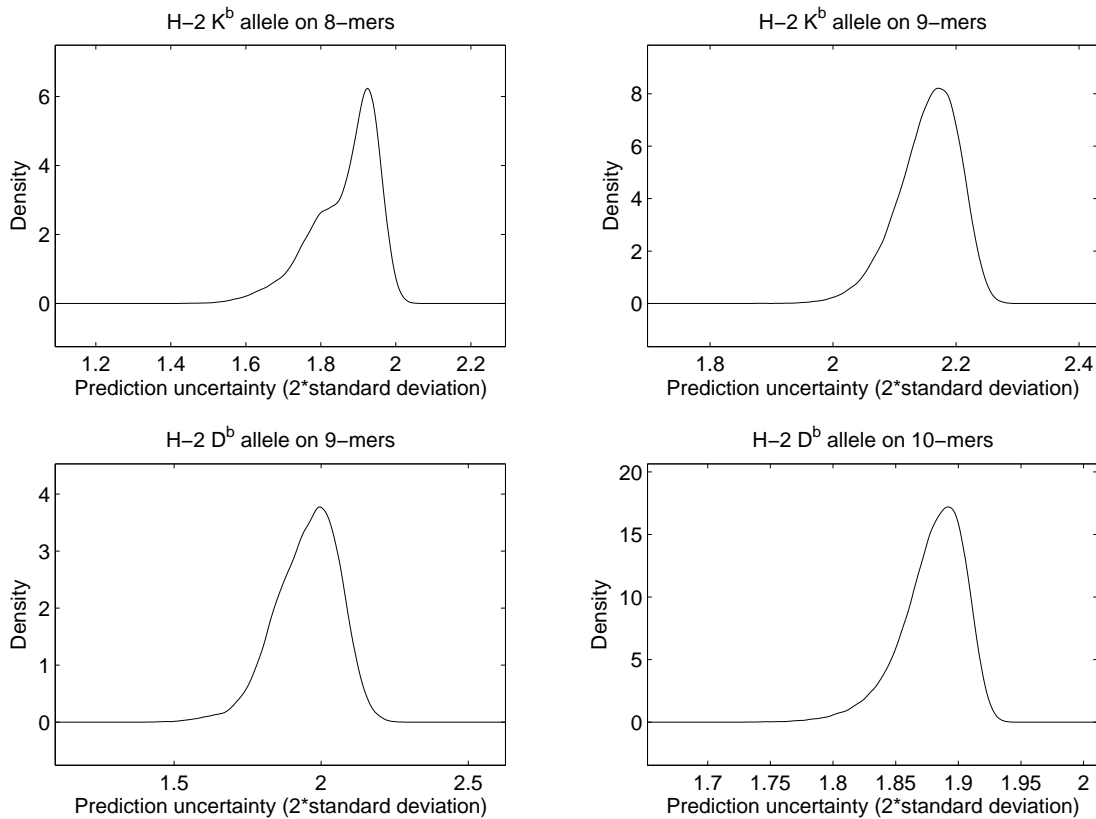 H−2 K^b allele on 8−mers
Density
6
4
2
0
1.2 1.4 1.6 1.8 2 2.2
Prediction uncertainty (2*standard deviation)
H−2 K^b allele on 9−mers
Density
8
6
4
2
0
1.8 2 2.2 2.4
Prediction uncertainty (2*standard deviation)
H−2 D^b allele on 9−mers
Density
4
3
2
1
0
1.5 2 2.5
Prediction uncertainty (2*standard deviation)
H−2 D^b allele on 10−mers
Density
20
15
10
5
0
1.7 1.75 1.8 1.85 1.9 1.95 2
Prediction uncertainty (2*standard deviation)